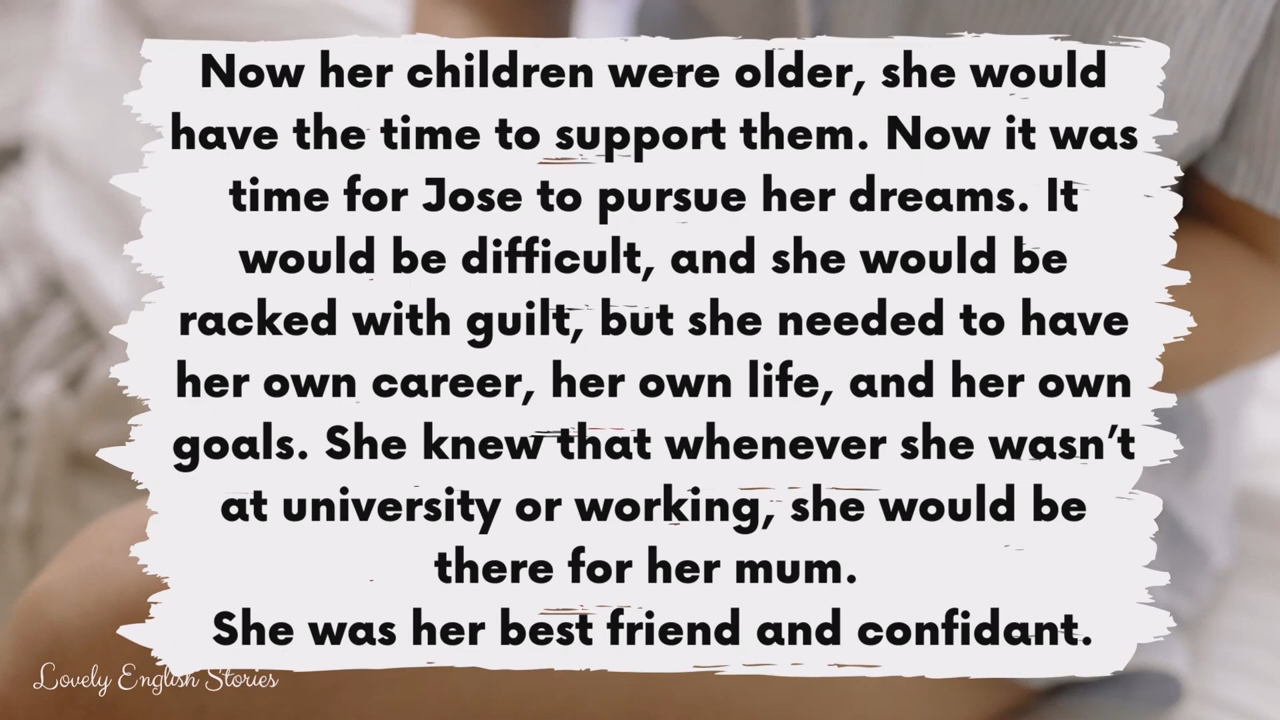 Now her children were older, she would
have the time to support them. Now it was
time for Jose to pursue her dreams. It
would be difficult, and she would be
racked with guilt, but she needed to have
her own career, her own life, and her own
goals. She knew that whenever she wasn’t
at university or working, she would be
there for her mum.
She was her best friend and confidant.
Lovely English Stories